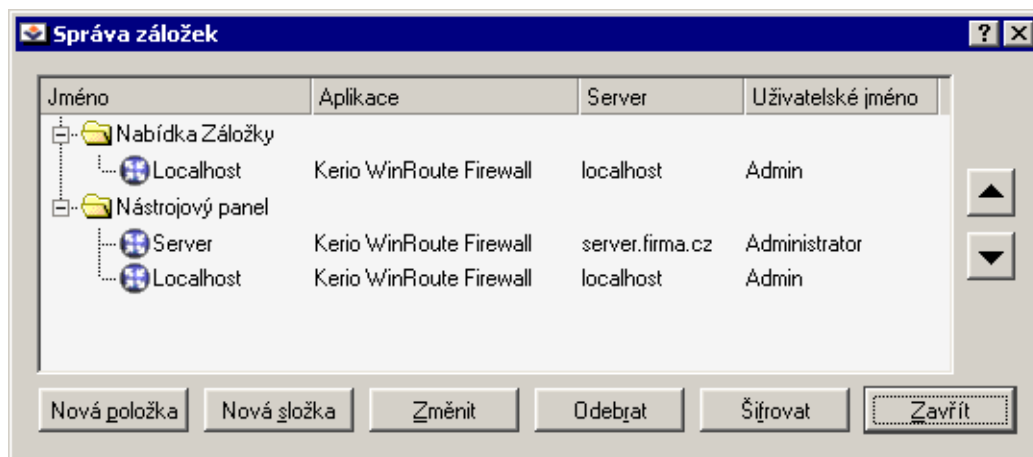 Správa záložek
Jméno Aplikace Server Uživatelské jméno
Nabídka Záložky
Localhost Kerio WinRoute Firewall localhost Admin
Nástrojový panel
Server Kerio WinRoute Firewall server.firma.cz Administrator
Localhost Kerio WinRoute Firewall localhost Admin
Nová položka Nová složka Změnit Odebrat Šifrovat Zavřít